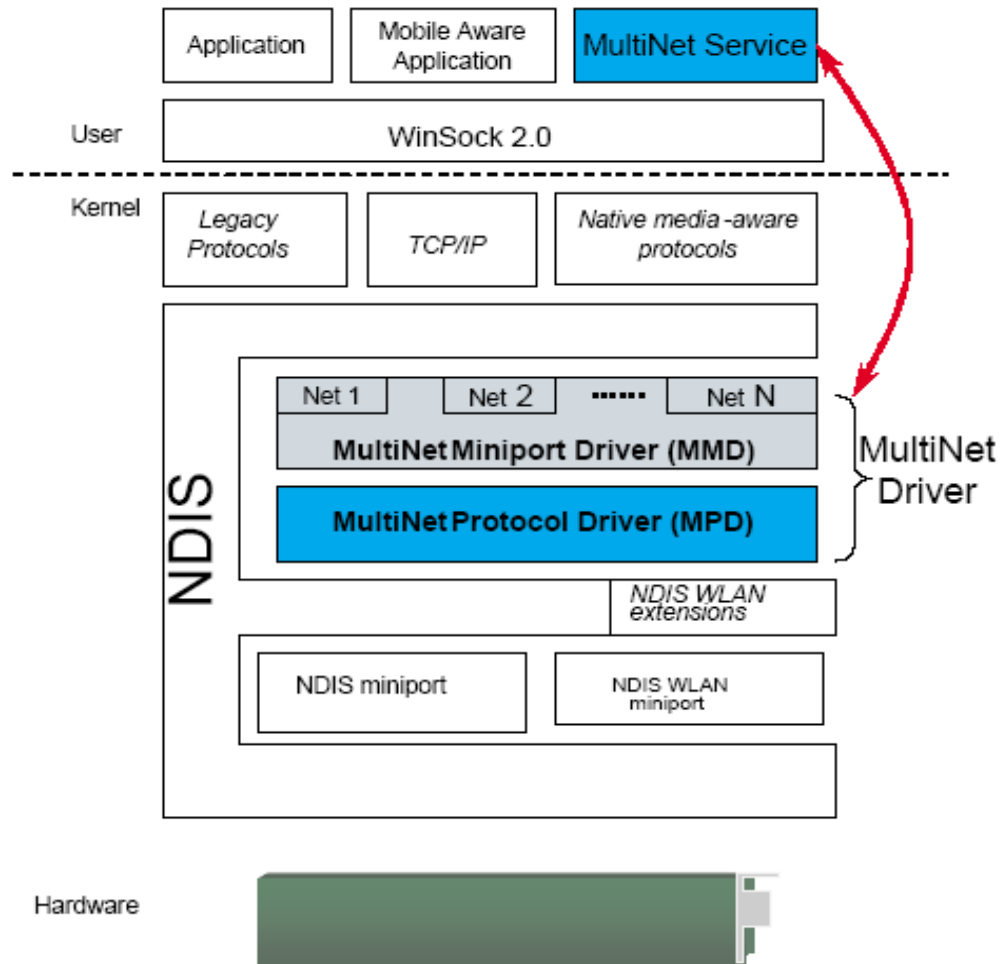 Application
Mobile Aware
Application
MultiNet Service
User
WinSock 2.0
Kernel
Legacy
Protocols
TCP/IP
Native media-aware
protocols
NDIS
Net 1
Net 2
......
Net N
MultiNet Miniport Driver (MMD)
MultiNet Protocol Driver (MPD)
MultiNet
Driver
NDIS WLAN
extensions
NDIS miniport
NDIS WLAN
miniport
Hardware